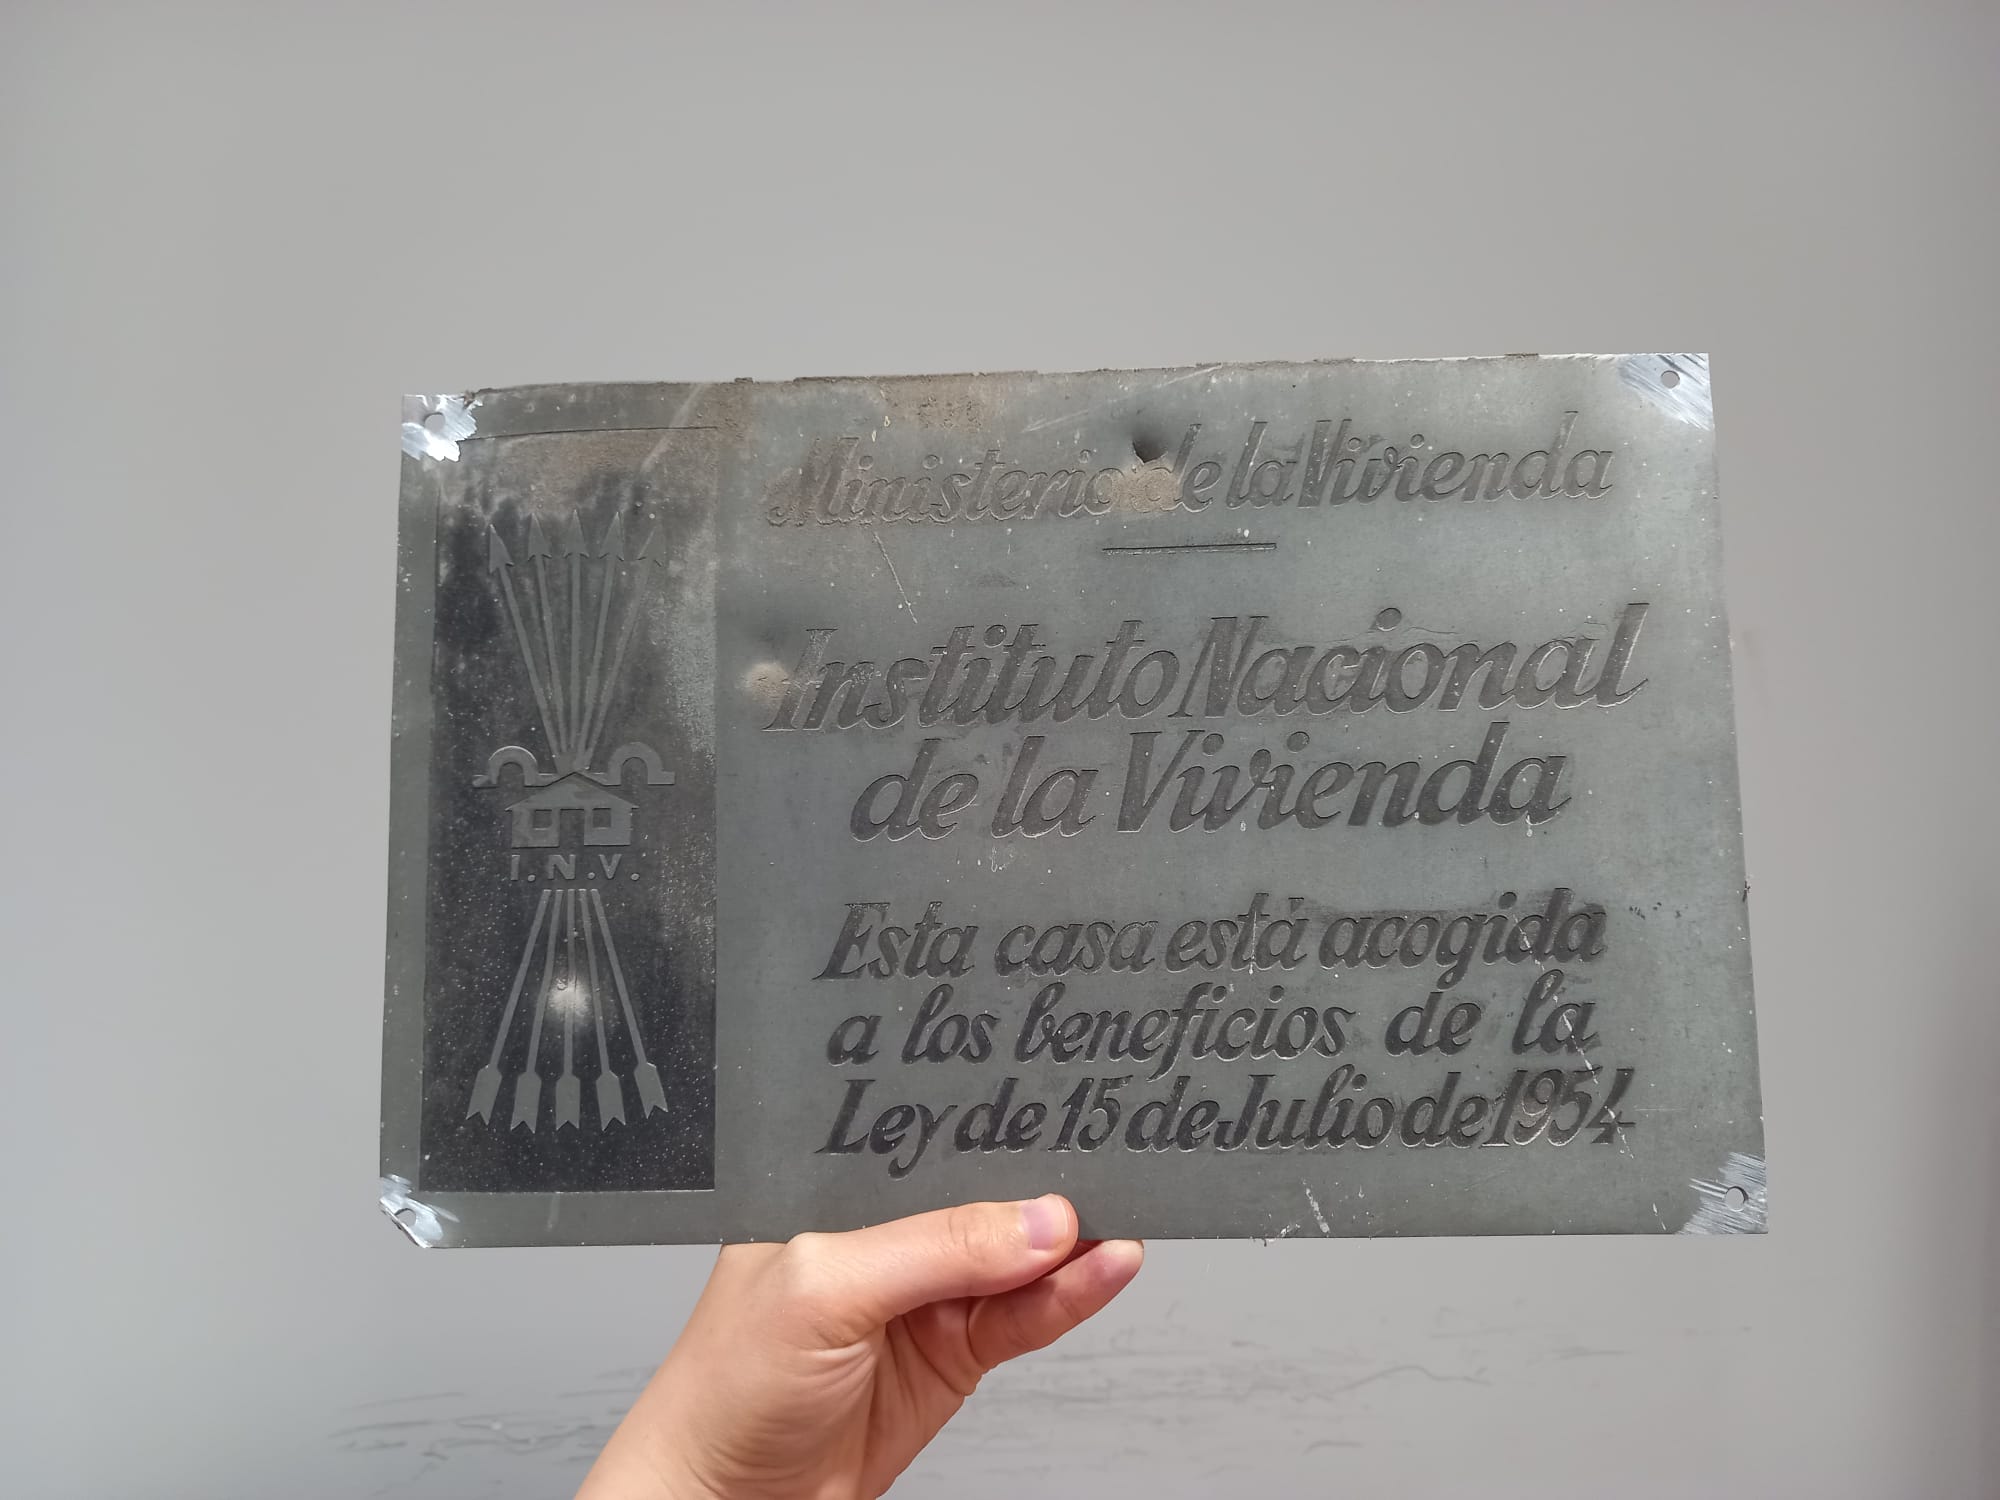 Ministerio de la Vivienda
Instituto Nacional
de la Vivienda
I.N.V.
Esta casa está acogida
a los beneficios de la
Ley de 15 de Julio de 1954